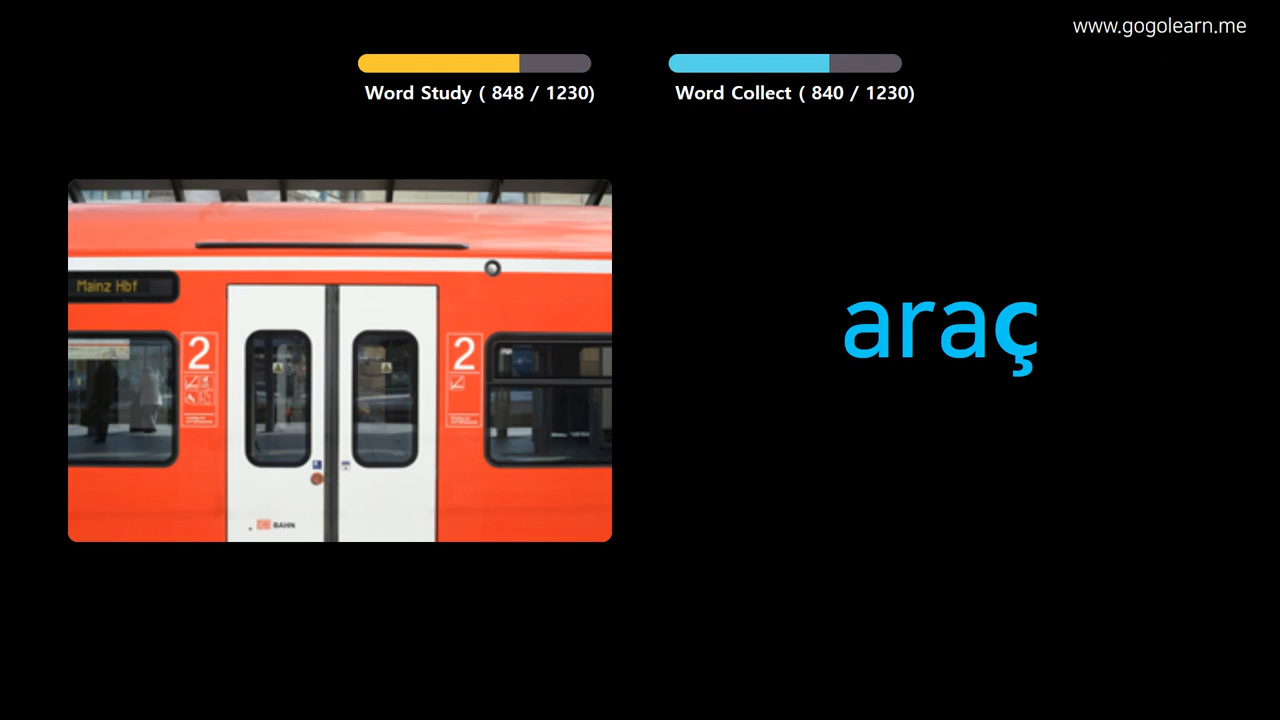 www.gogolearn.me
Word Study ( 848 / 1230)
Word Collect ( 840 / 1230)
Mainz Hbf
2
2
DB BAHN
araç